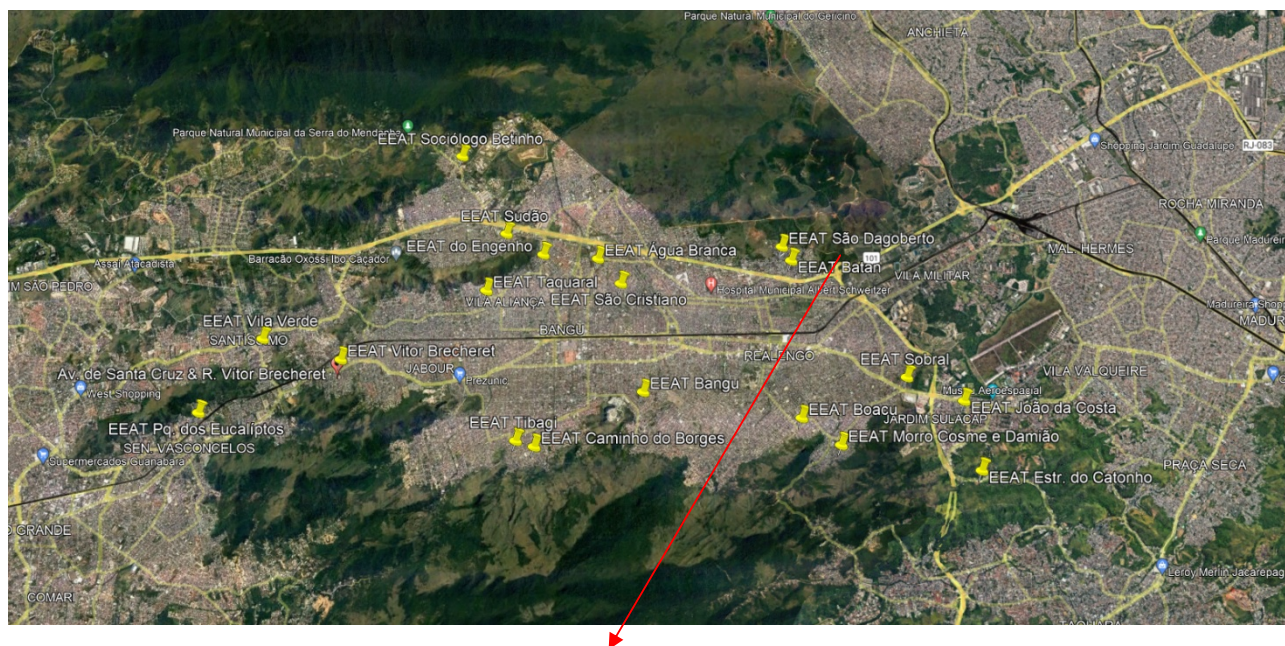 Parque Natural Municipal do Gericinó
ANCHIETA
Parque Natural Municipal da Serra do Mendanha
EEAT Sociólogo Betinho
Shopping Jardim Guadalupe
RJ-083
ROCHA MIRANDA
EEAT Sudão
EEAT do Engenho
EEAT Água Branca
EEAT São Dagoberto
Parque Madureira
Barracão Oxossi Ibo Caçador
Assaí Atacadista
EEAT Batan
101
MAL. HERMES
VILA MILITAR
IM SÃO PEDRO
EEAT Taquaral
Hospital Municipal Albert Schweitzer
VILA ALIANÇA
EEAT São Cristiano
Madureira Shop
MADUR
EEAT Vila Verde
BANGU
SANTÍSSIMO
EEAT Vitor Brecheret
REALENGO
EEAT Sobral
JABOUR
VILA VALQUEIRE
Av. de Santa Cruz & R. Vitor Brecheret
Prezunic
EEAT Bangu
West Shopping
EEAT João da Costa
EEAT Boaçu
JARDIM SULACAP
EEAT Pq. dos Eucaliptos
EEAT Tibagi
EEAT Caminho do Borges
EEAT Morro Cosme e Damião
SEN. VASCONCELOS
Supermercados Guanabara
PRAÇA SECA
EEAT Estr. do Catonho
O GRANDE
Leroy Merlin Jacarepag
COMARI
TAQUARA